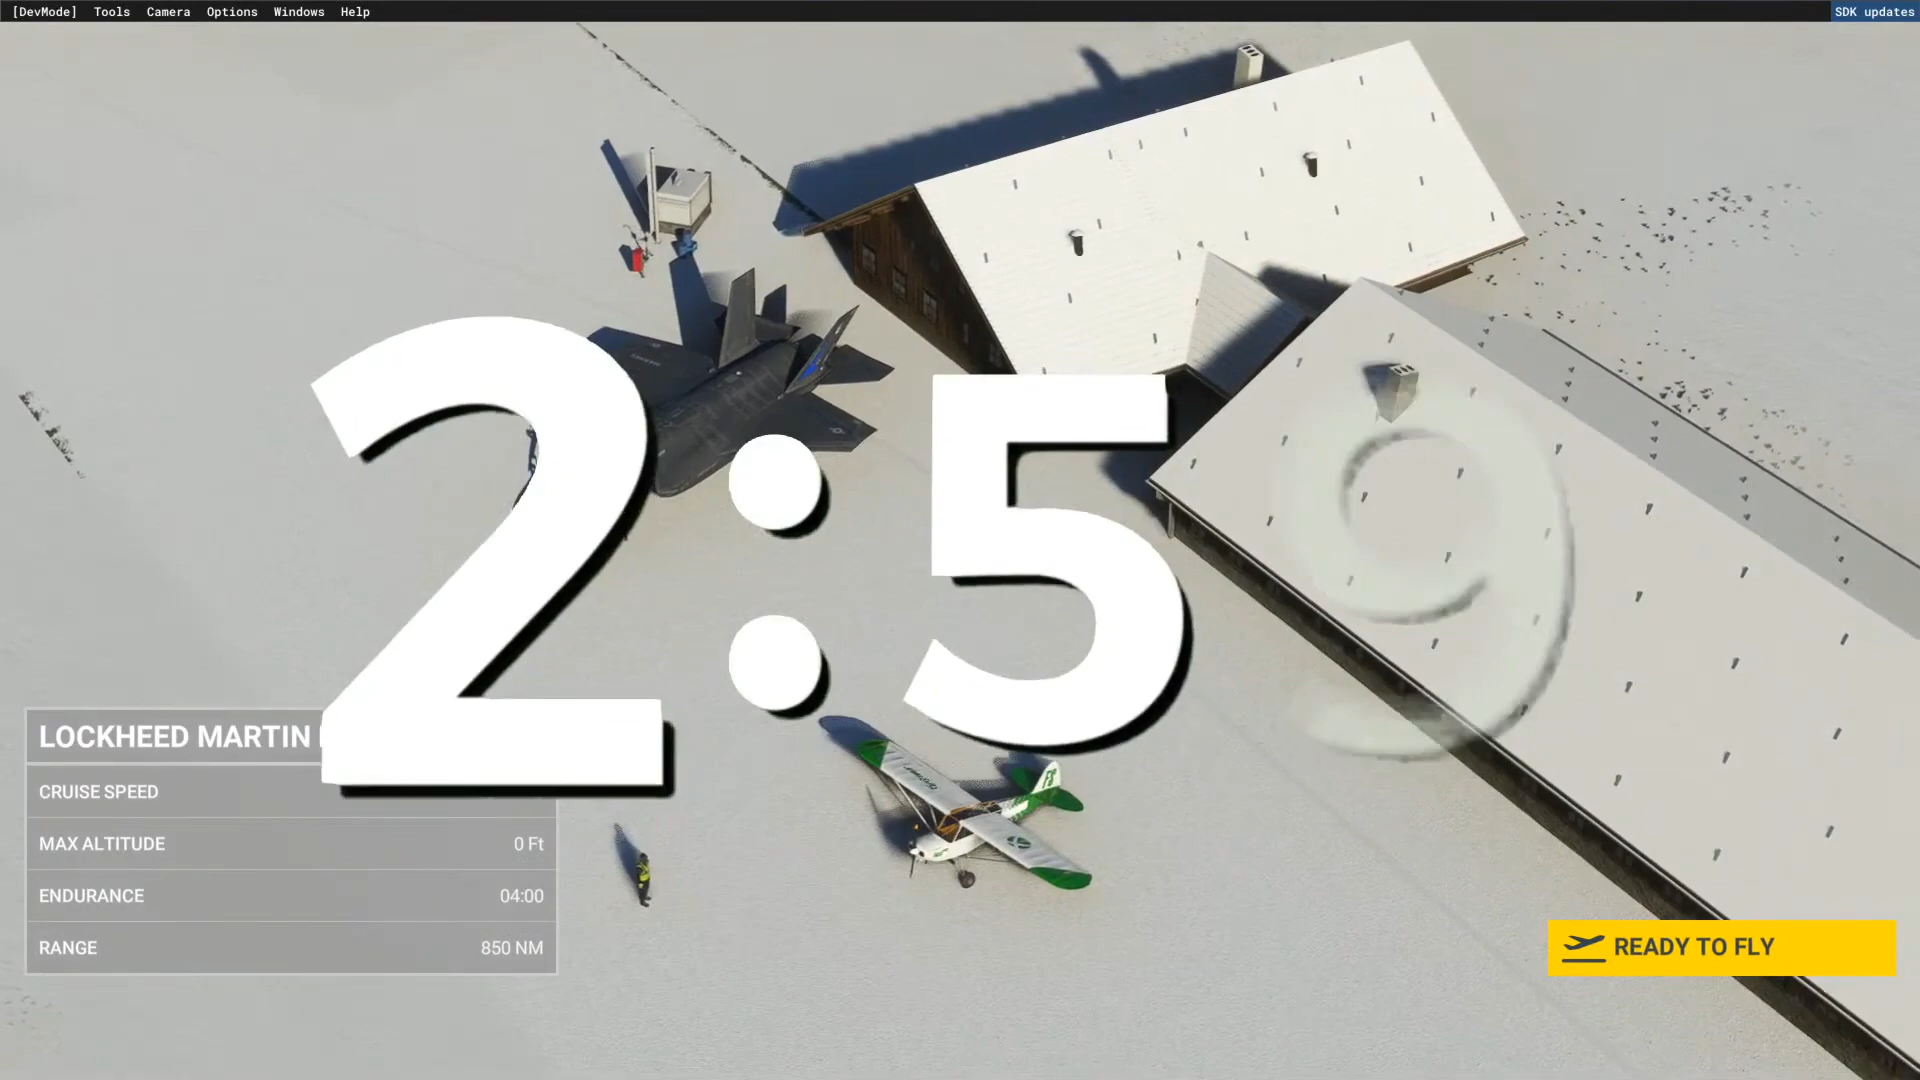 [DevMode] Tools Camera Options Windows Help
SDK updates
2:59
LOCKHEED MARTIN
CRUISE SPEED
MAX ALTITUDE 0 Ft
ENDURANCE 04:00
RANGE 850 NM
READY TO FLY